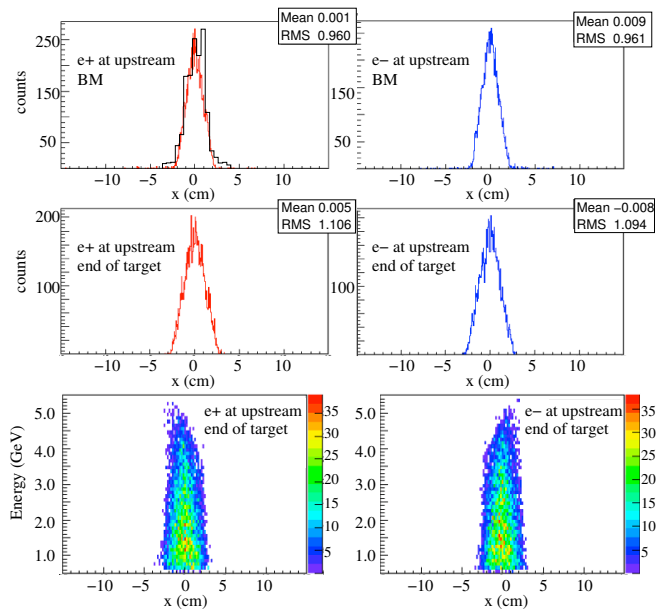 Mean 0.001
RMS 0.960
e+ at upstream
BM
counts
250
150
50
−10 −5 0 5 10
x (cm)
Mean 0.009
RMS 0.961
e− at upstream
BM
250
150
50
−10 −5 0 5 10
x (cm)
Mean 0.005
RMS 1.106
e+ at upstream
end of target
counts
200
100
−10 −5 0 5 10
x (cm)
Mean −0.008
RMS 1.094
e− at upstream
end of target
100
−10 −5 0 5 10
x (cm)
e+ at upstream
end of target
Energy (GeV)
5.0
4.0
3.0
2.0
1.0
−10 −5 0 5 10
x (cm)
35
30
25
20
15
10
5
e− at upstream
end of target
5.0
4.0
3.0
2.0
1.0
−10 −5 0 5 10
x (cm)
35
30
25
20
15
10
5